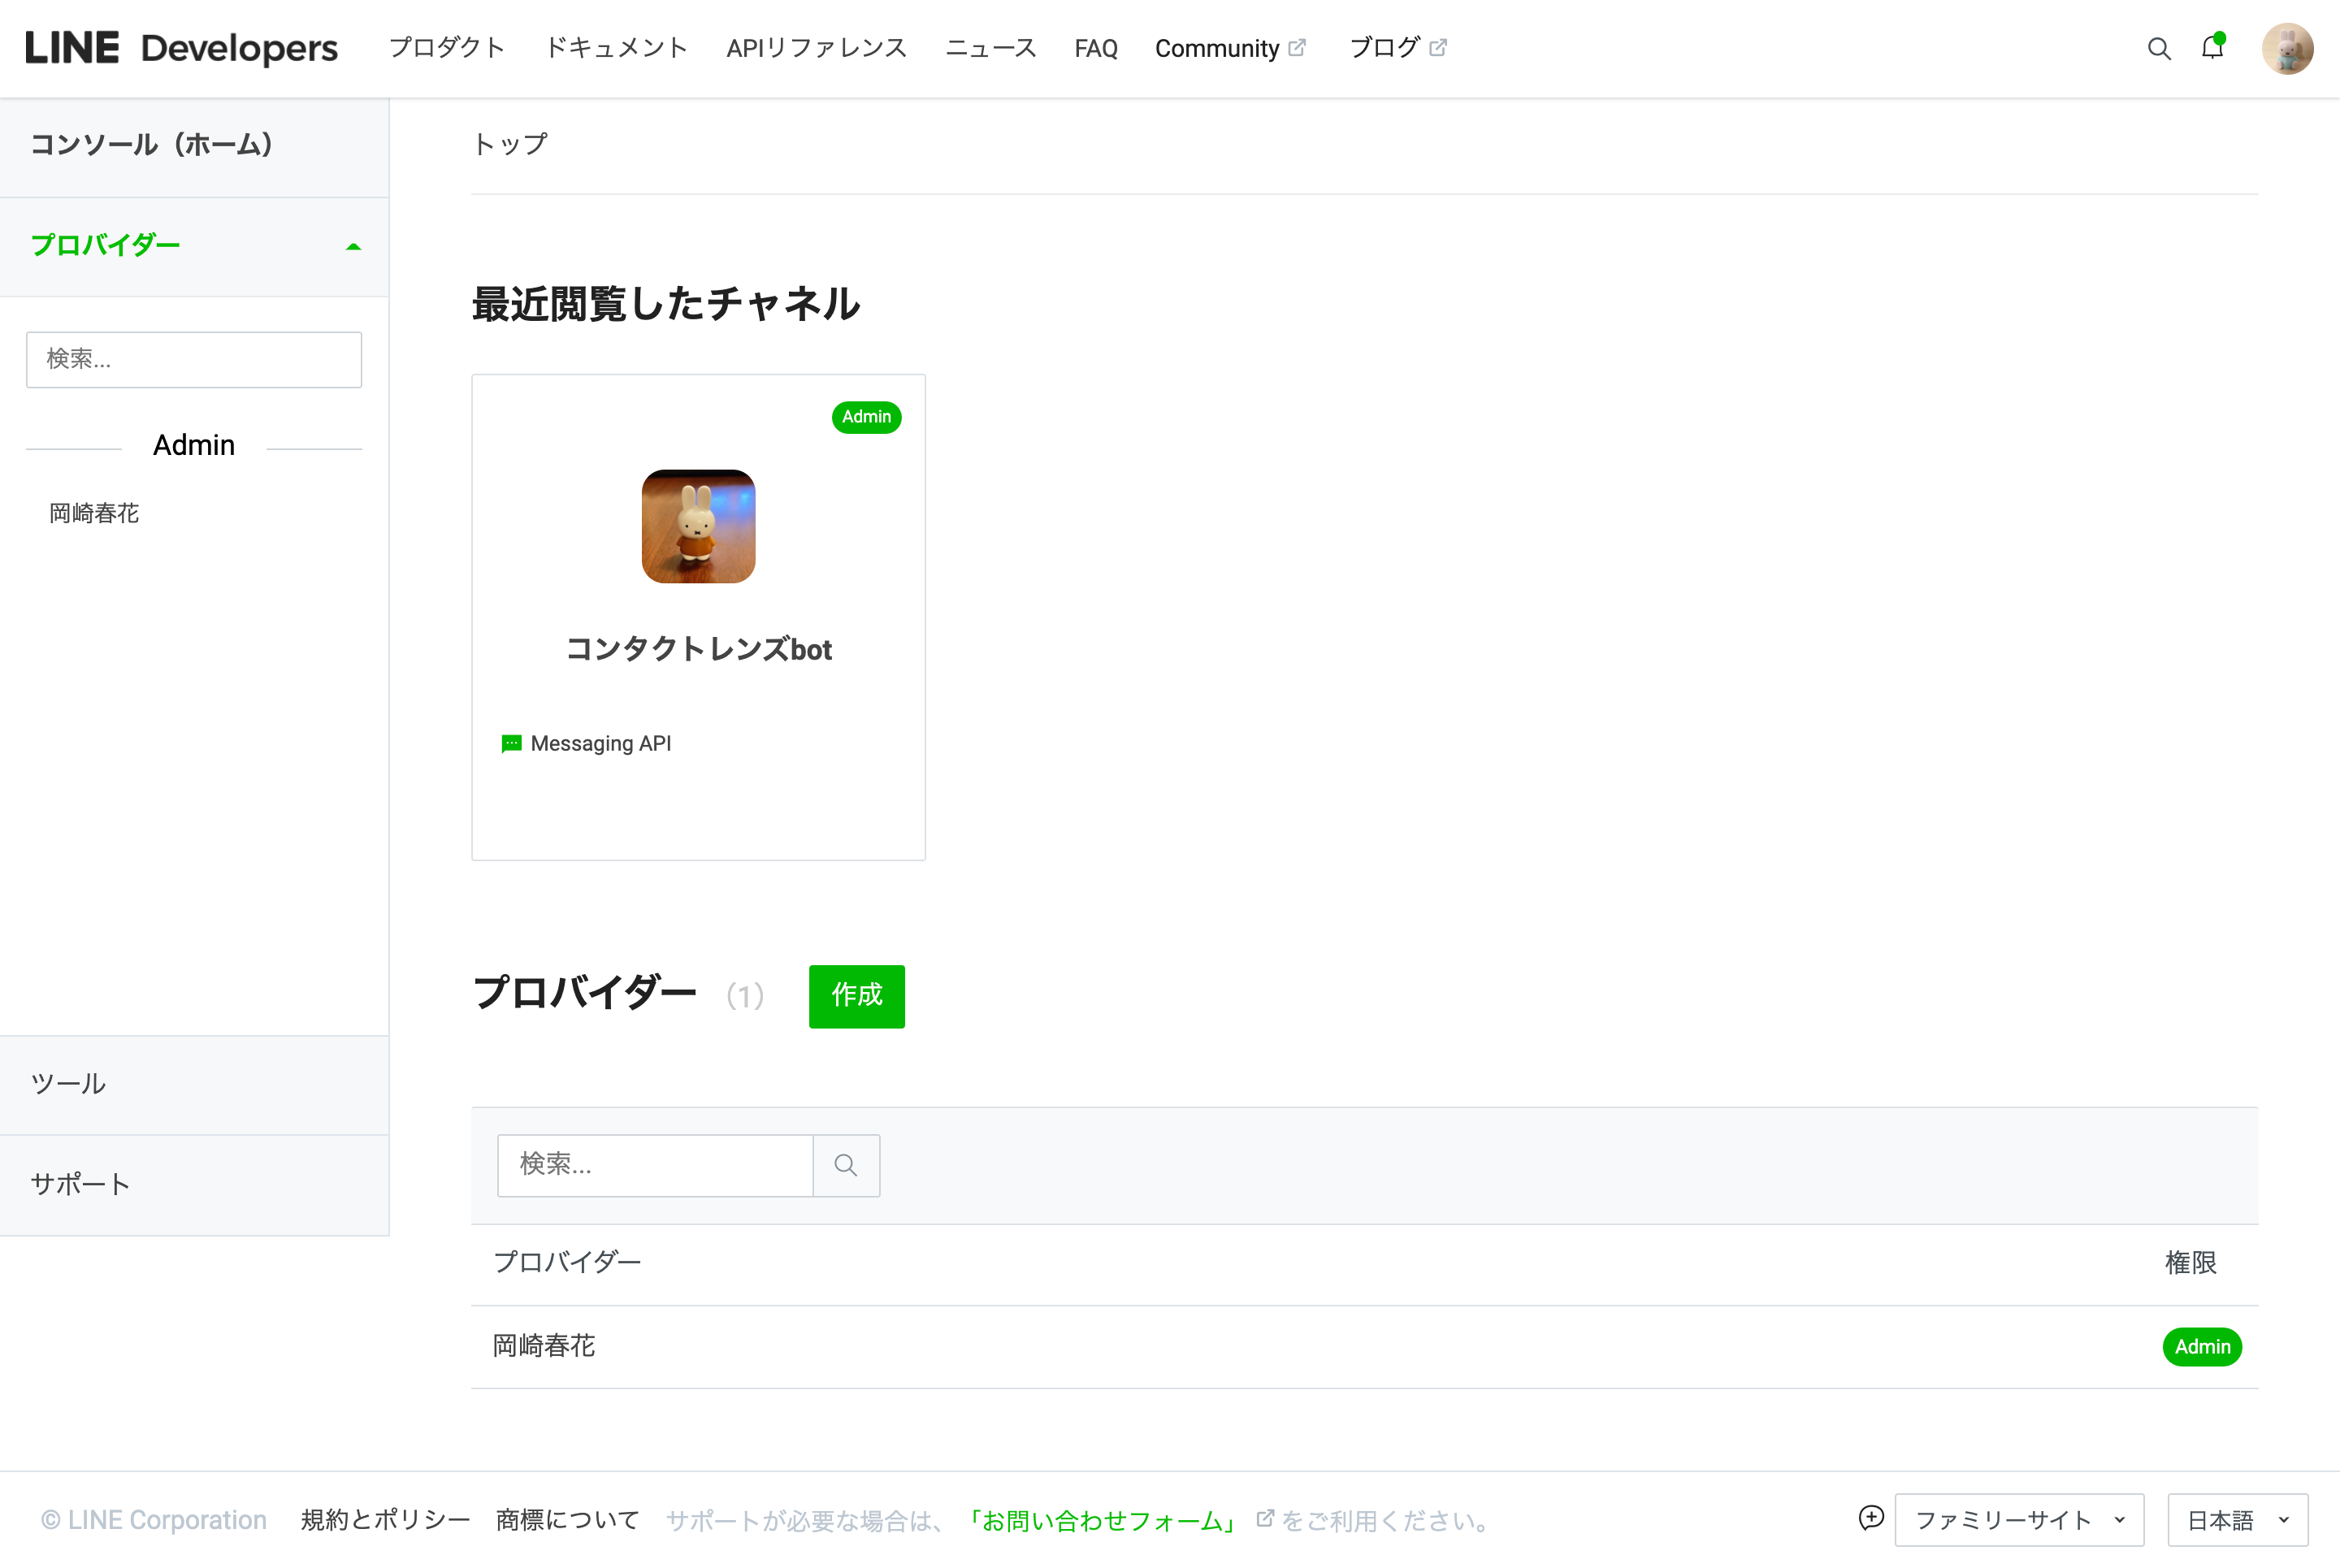 LINE Developers プロダクト ドキュメント APIリファレンス ニュース FAQ Community ブログ
コンソール（ホーム）
プロバイダー
検索...
Admin
岡崎春花
ツール
サポート
トップ
最近閲覧したチャネル
Admin
コンタクトレンズbot
Messaging API
プロバイダー （1） 作成
検索...
プロバイダー 権限
岡崎春花 Admin
© LINE Corporation 規約とポリシー 商標について サポートが必要な場合は、「お問い合わせフォーム」をご利用ください。 ファミリーサイト 日本語